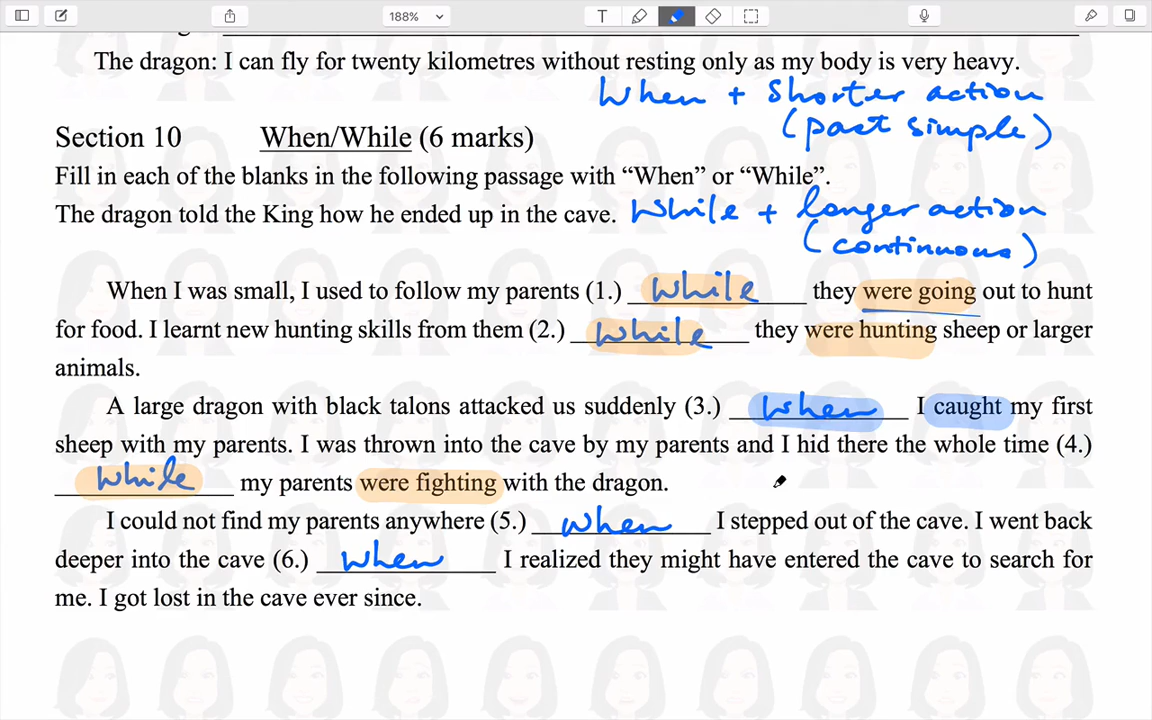 188%
T
The dragon: I can fly for twenty kilometres without resting only as my body is very heavy.
When + Shorter action
(past simple)
Section 10 When/While (6 marks)
Fill in each of the blanks in the following passage with “When” or “While”.
The dragon told the King how he ended up in the cave. While + longer action
(continuous)
When I was small, I used to follow my parents (1.) while they were going out to hunt
for food. I learnt new hunting skills from them (2.) while they were hunting sheep or larger
animals.
A large dragon with black talons attacked us suddenly (3.) when I caught my first
sheep with my parents. I was thrown into the cave by my parents and I hid there the whole time (4.)
while my parents were fighting with the dragon.
I could not find my parents anywhere (5.) when I stepped out of the cave. I went back
deeper into the cave (6.) when I realized they might have entered the cave to search for
me. I got lost in the cave ever since.